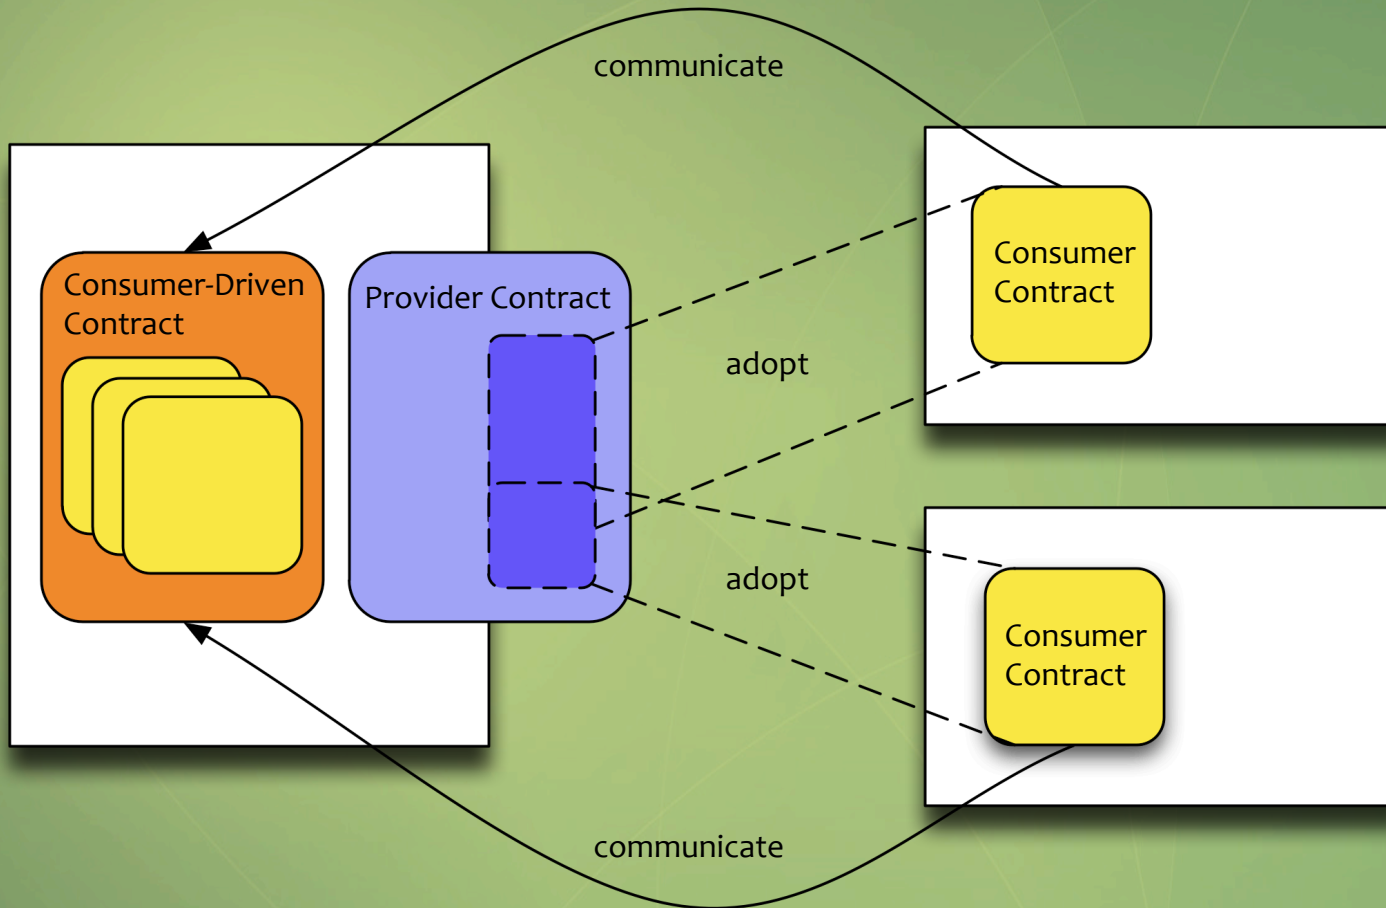 communicate
Consumer-Driven
Contract
Provider Contract
adopt
Consumer
Contract
adopt
Consumer
Contract
communicate